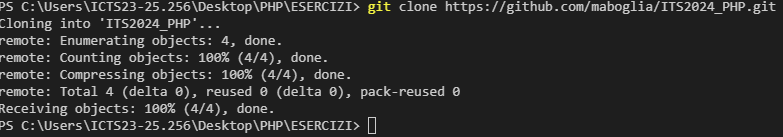 PS C:\Users\ICTS23-25.256\Desktop\PHP\ESERCIZI> git clone https://github.com/maboglia/ITS2024_PHP.git
Cloning into 'ITS2024_PHP'...
remote: Enumerating objects: 4, done.
remote: Counting objects: 100% (4/4), done.
remote: Compressing objects: 100% (4/4), done.
remote: Total 4 (delta 0), reused 0 (delta 0), pack-reused 0
Receiving objects: 100% (4/4), done.
PS C:\Users\ICTS23-25.256\Desktop\PHP\ESERCIZI>